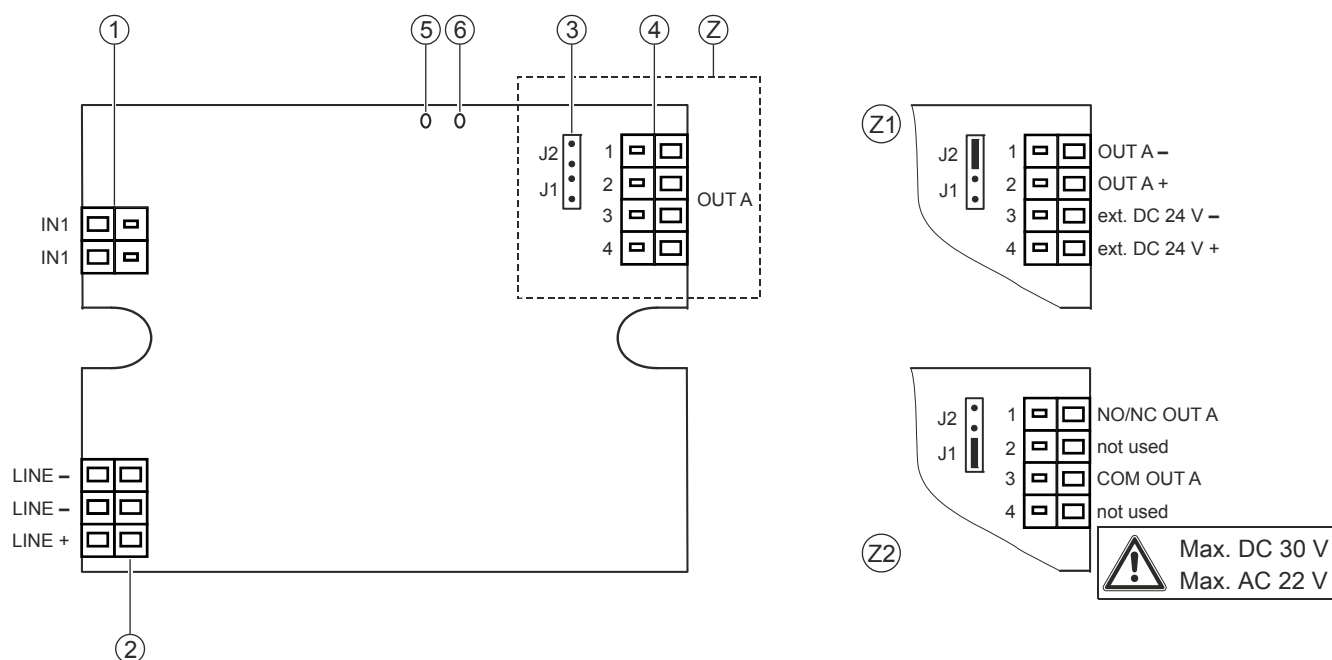 1
5
6
3
4
Z
J2
J1
1
2
3
4
OUT A
IN1
IN1
LINE –
LINE –
LINE +
2
Z1
J2
J1
1 OUT A –
2 OUT A +
3 ext. DC 24 V –
4 ext. DC 24 V +
Z2
J2
J1
1 NO/NC OUT A
2 not used
3 COM OUT A
4 not used
Max. DC 30 V
Max. AC 22 V